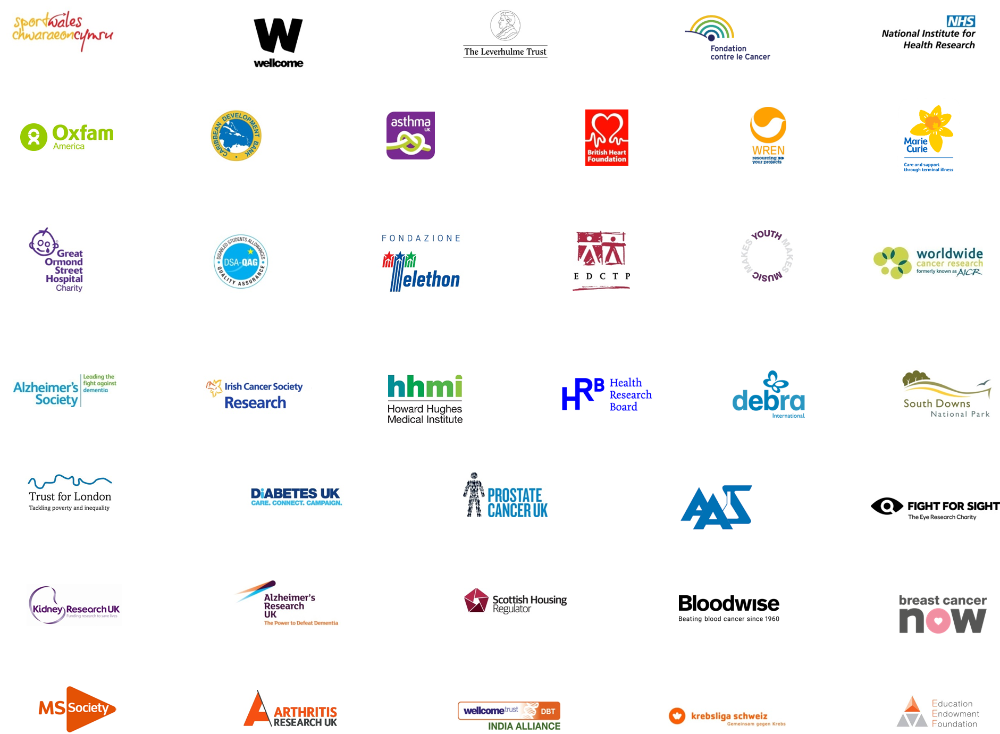 sportwales
chwaraeoncymru
W
wellcome
The Leverhulme Trust
Fondation
contre le Cancer
NHS
National Institute for
Health Research
Oxfam
America
CARIBBEAN DEVELOPMENT BANK
asthma
UK
British Heart
Foundation
WREN
resourcing
your projects
Marie
Curie
Care and support
through terminal illness
Great
Ormond
Street
Hospital
Charity
DISABLED STUDENTS ALLOWANCES
DSA-QAG
QUALITY ASSURANCE
FONDAZIONE
Telethon
EDCTP
YOUTH
MAKES
MUSIC
MAKES
worldwide
cancer research
formerly known as AICR
Alzheimer's
Society
Leading the
fight against
dementia
Irish Cancer Society
Research
hhmi
Howard Hughes
Medical Institute
HRB
Health
Research
Board
debra
International.
South Downs
National Park
Trust for London
Tackling poverty and inequality
DiABETES UK
CARE. CONNECT. CAMPAIGN.
PROSTATE
CANCER UK
AAIS
FIGHT FOR SIGHT
The Eye Research Charity
Kidney Research UK
Funding research to save lives
Alzheimer's
Research
UK
The Power to Defeat Dementia
Scottish Housing
Regulator
Bloodwise
Beating blood cancer since 1960
breast cancer
now
MS Society
ARTHRITIS
RESEARCH UK
wellcome trust DBT
INDIA ALLIANCE
krebsliga schweiz
Gemeinsam gegen Krebs
Education
Endowment
Foundation